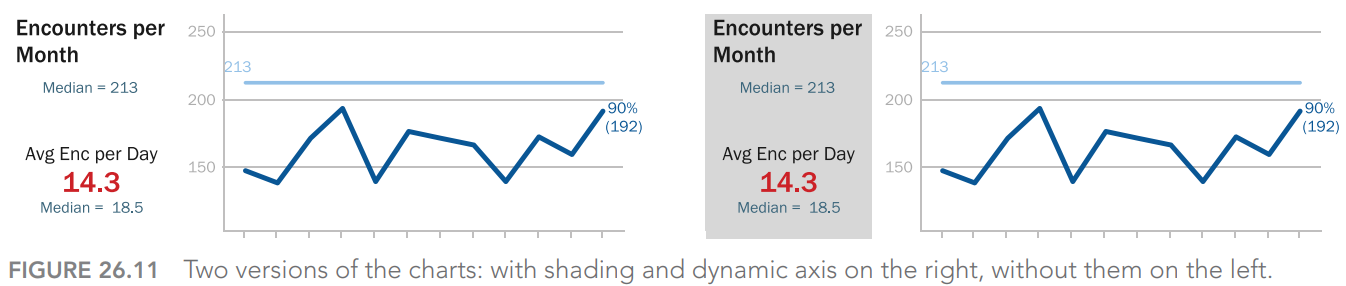 Encounters per
Month
Median = 213
Avg Enc per Day
14.3
Median = 18.5
250
213
200
150
90%
(192)
Encounters per
Month
Median = 213
Avg Enc per Day
14.3
Median = 18.5
250
213
200
150
90%
(192)
FIGURE 26.11 Two versions of the charts: with shading and dynamic axis on the right, without them on the left.